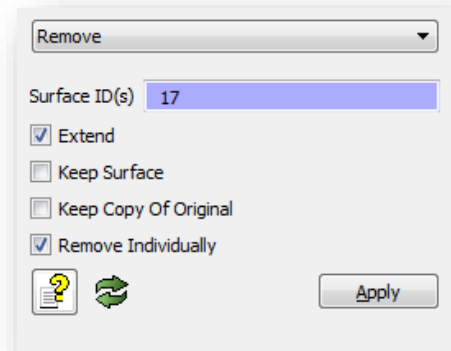 Remove
Surface ID(s) 17
Extend
Keep Surface
Keep Copy Of Original
Remove Individually
Apply